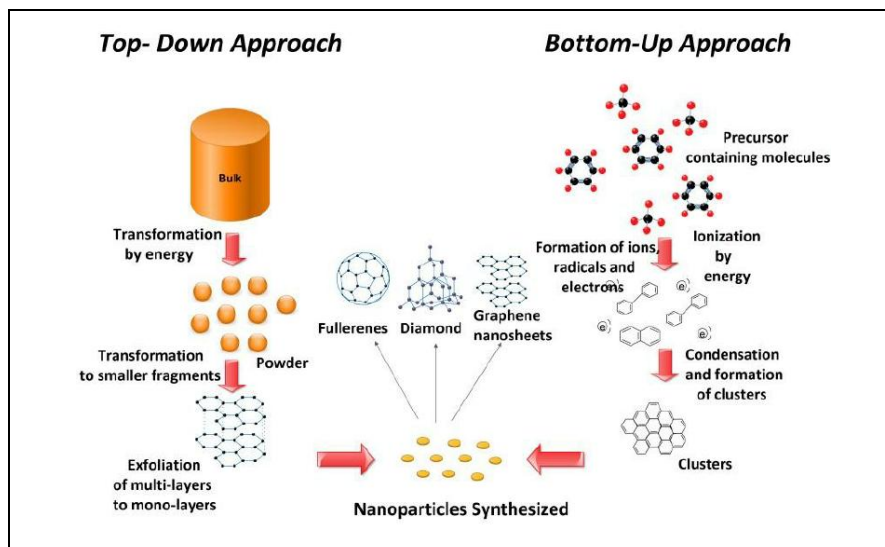 Top- Down Approach
Bulk
Transformation
by energy
Powder
Transformation
to smaller fragments
Exfoliation
of multi-layers
to mono-layers
Bottom-Up Approach
Precursor
containing molecules
Ionization
by
energy
Formation of ions,
radicals and
electrons
e
e
e
e
Condensation
and formation
of clusters
Clusters
Fullerenes
Diamond
Graphene
nanosheets
Nanoparticles Synthesized